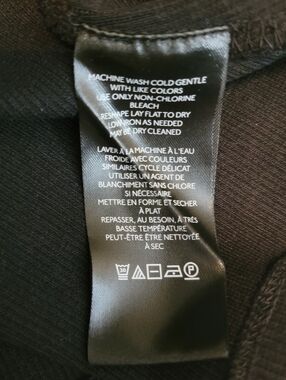 MACHINE WASH COLD GENTLE
WITH LIKE COLORS
USE ONLY NON-CHLORINE
BLEACH
RESHAPE LAY FLAT TO DRY
LOW IRON AS NEEDED
MAY BE DRY CLEANED
LAVER À LA MACHINE À L'EAU
FROIDE AVEC COULEURS
SIMILAIRES CYCLE DÉLICAT
UTILISER UN AGENT DE
BLANCHIMENT SANS CHLORE
SI NÉCESSAIRE
METTRE EN FORME ET SÉCHER
À PLAT
REPASSER, AU BESOIN, À TRÈS
BASSE TEMPÉRATURE
PEUT-ÊTRE ÊTRE NETTOYÉE
À SEC
30 P